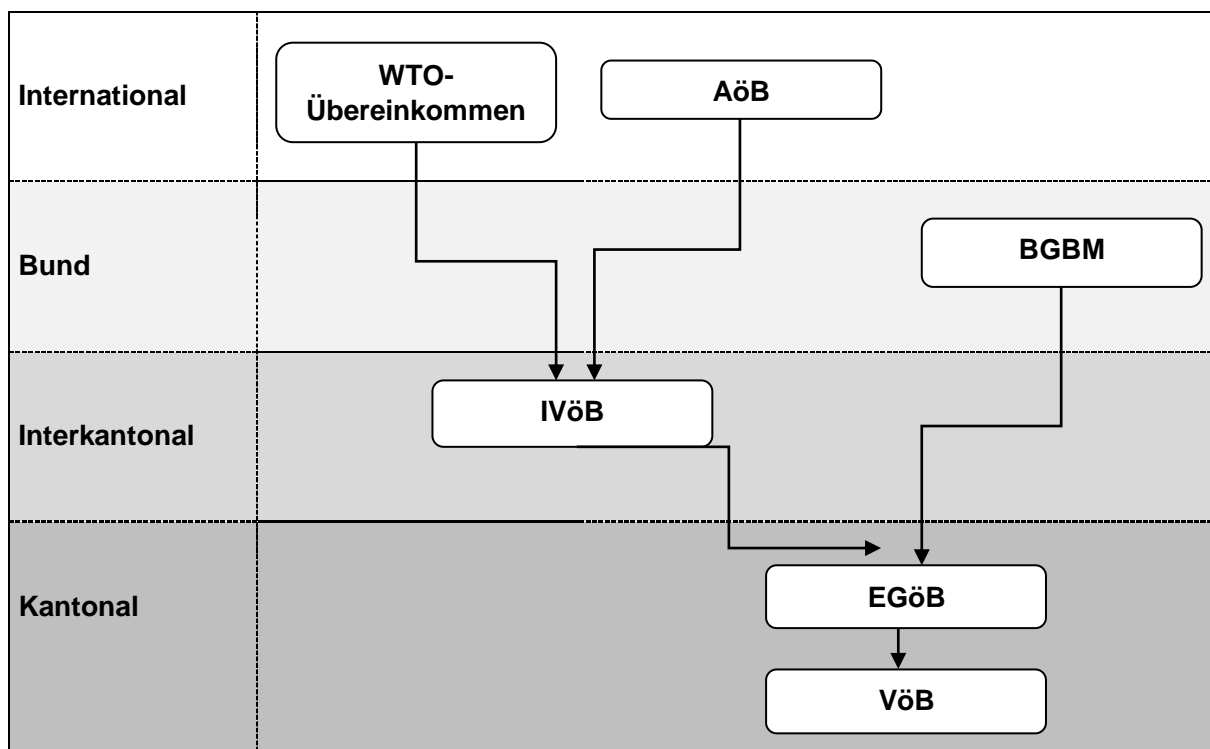 International
WTO-
Übereinkommen
AöB
Bund
BGBM
Interkantonal
IVöB
Kantonal
EGöB
VöB